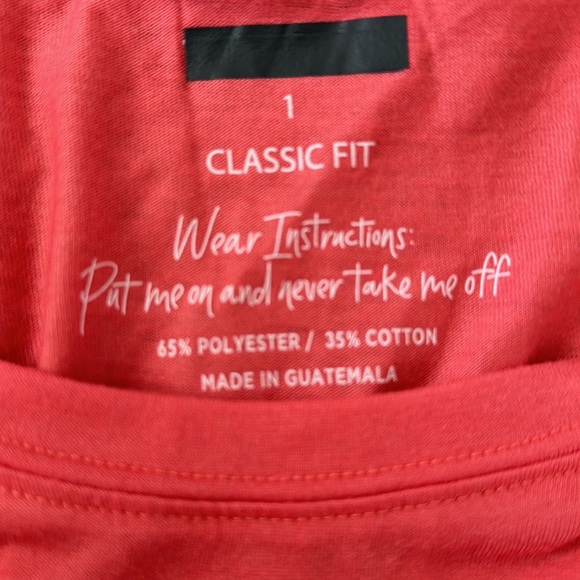 1
CLASSIC FIT
Wear Instructions:
Put me on and never take me off
65% POLYESTER / 35% COTTON
MADE IN GUATEMALA